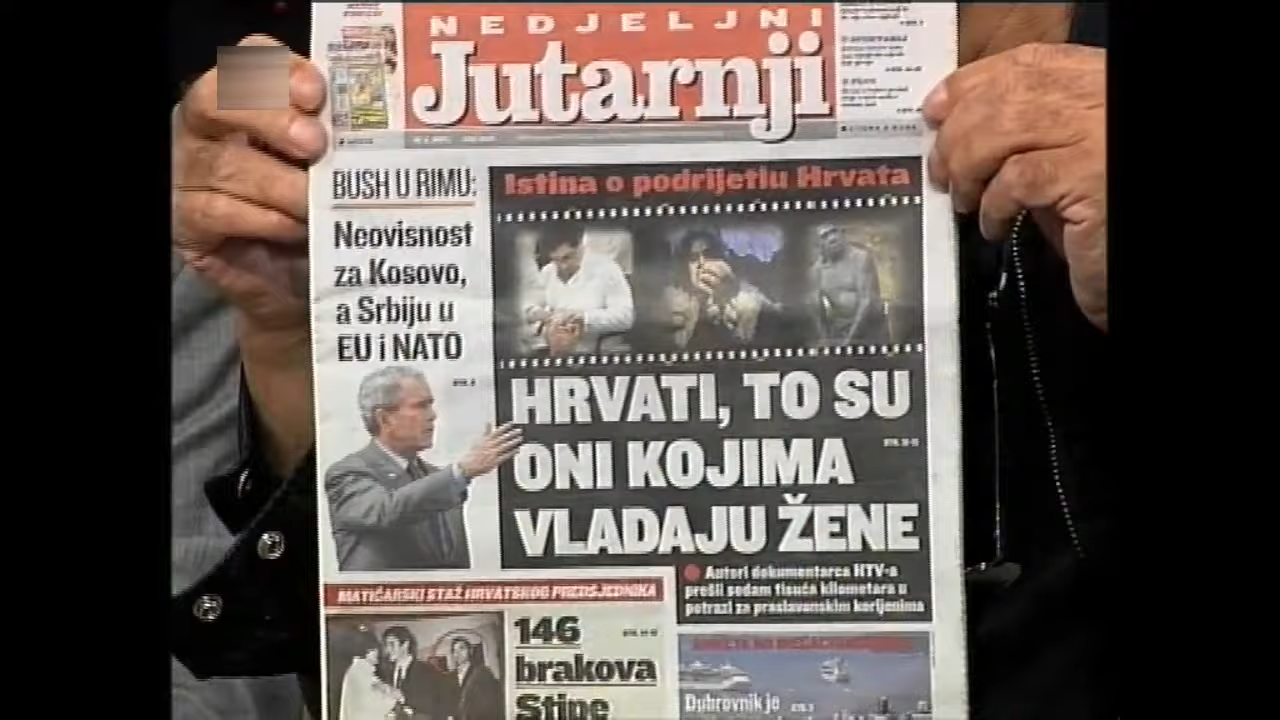 NEDJELJNI
Jutarnji
BUSH U RIMU:
Neovisnost
za Kosovo,
a Srbiju u
EU i NATO
Istina o podrijetlu Hrvata
HRVATI, TO SU
ONI KOJIMA
VLADAJU ŽENE
Autori dokumentarca HTV-a
prešli sedam tisuća kilometara u
potrazi za praslavenskim korijenima
MATIČARSKI STAŽ HRVATSKOG PREDSJEDNIKA
146
brakova
Stipe
Dubrovnik je